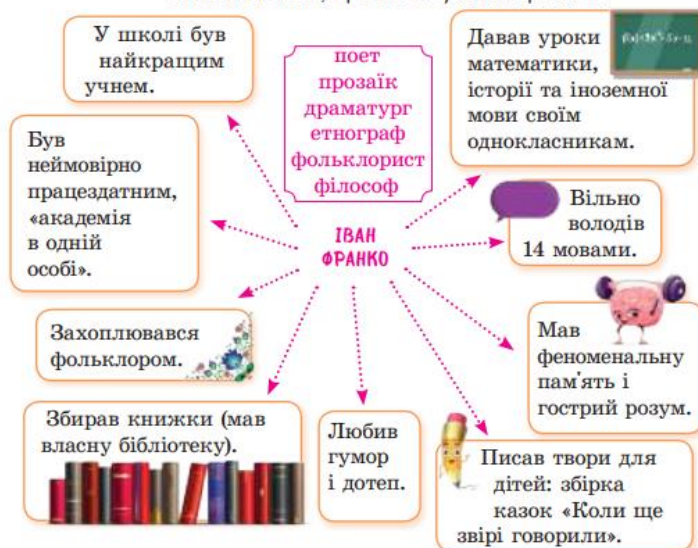 У школі був
найкращим
учнем.
поет
прозаїк
драматург
етнограф
фольклорист
філософ
Давав уроки
математики,
історії та іноземної
мови своїм
однокласникам.
Був
неймовірно
працездатним,
«академія
в одній
особі».
ІВАН
ФРАНКО
Вільно
володів
14 мовами.
Захоплювався
фольклором.
Мав
феноменальну
пам'ять і
гострий розум.
Збирав книжки (мав
власну бібліотеку).
Любив
гумор
і дотеп.
Писав твори для
дітей: збірка
казок «Коли ще
звірі говорили».